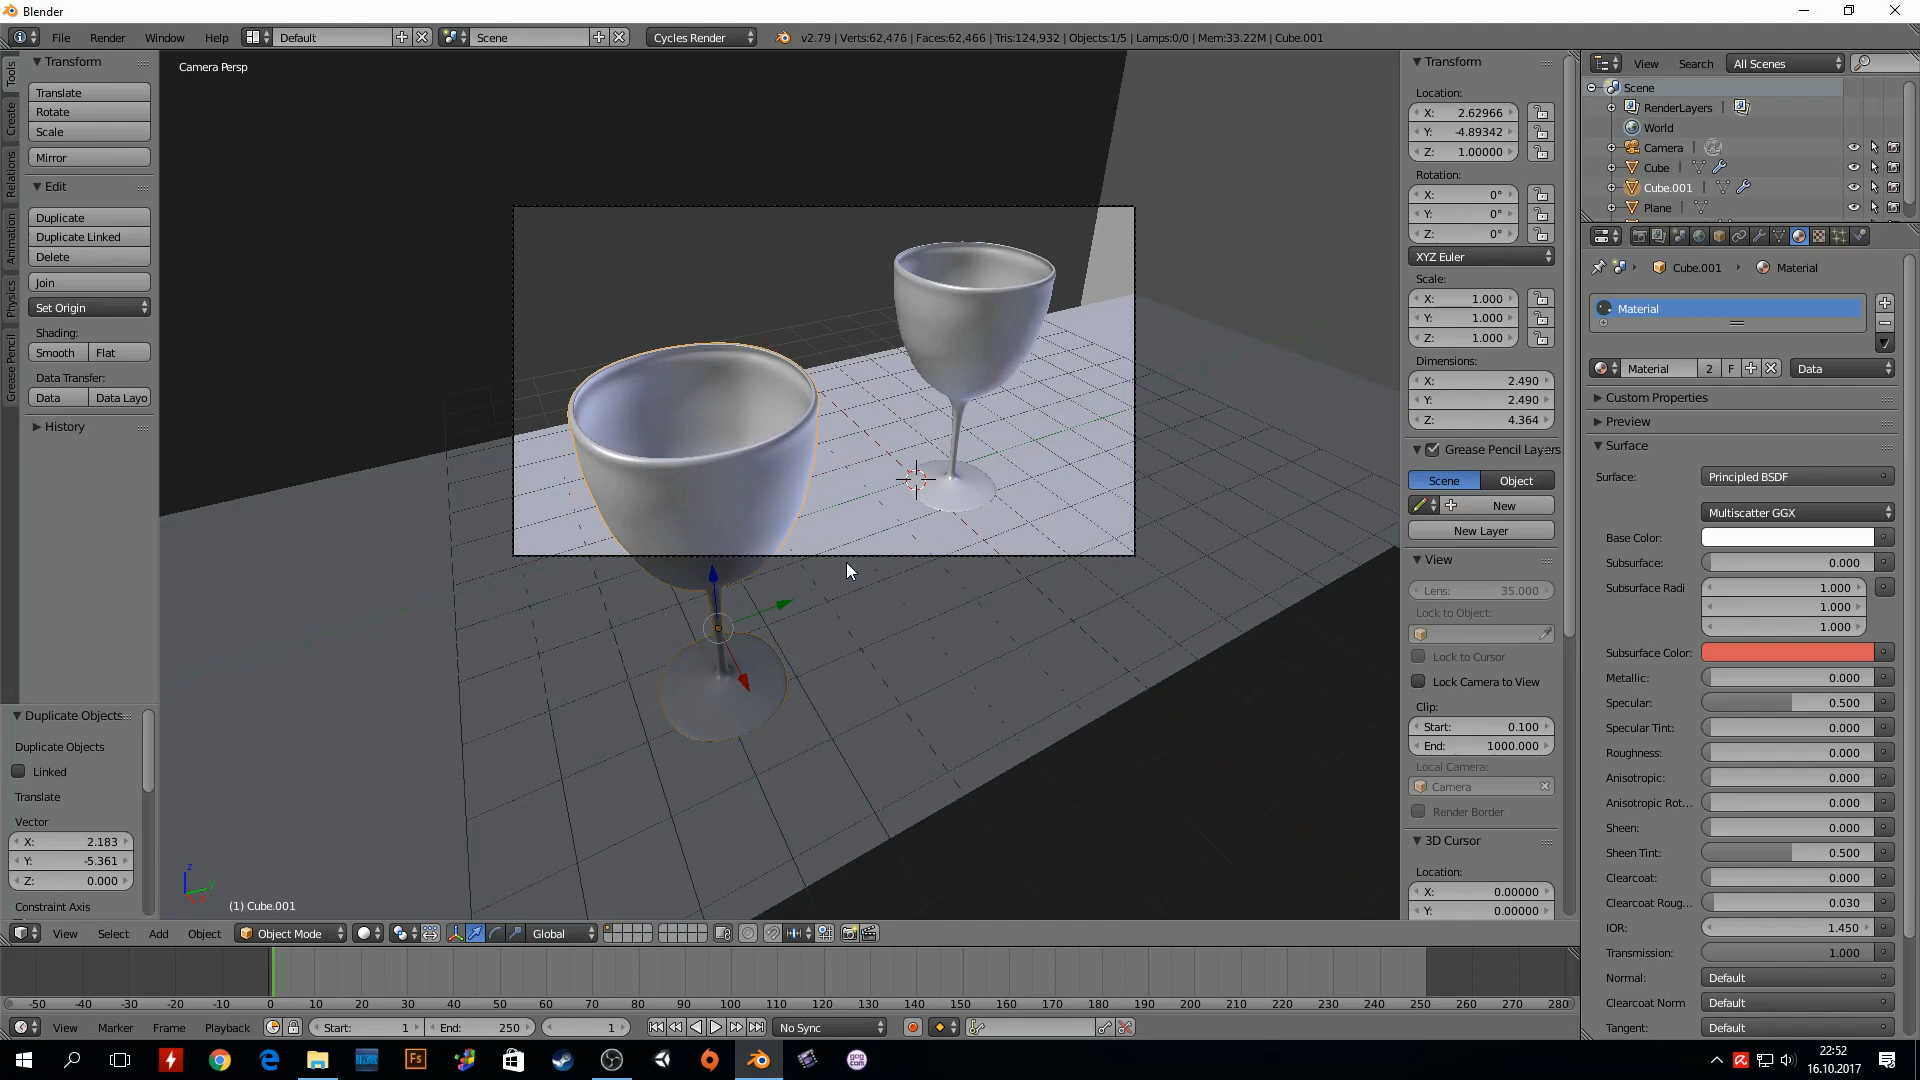 Blender
File Render Window Help Default Scene Cycles Render v2.79 | Verts:62,476 | Faces:62,466 | Tris:124,932 | Objects:1/5 | Lamps:0/0 | Mem:33.22M | Cube.001
Tools
Create
Relations
Animation
Physics
Grease Pencil
Transform
Translate
Rotate
Scale
Mirror
Edit
Duplicate
Duplicate Linked
Delete
Join
Set Origin
Shading:
Smooth Flat
Data Transfer:
Data Data Layo
History
Duplicate Objects
Duplicate Objects
Linked
Translate
Vector
X: 2.183
Y: -5.361
Z: 0.000
Constraint Axis
Camera Persp
z
y
(1) Cube.001
View Select Add Object Object Mode Global
Transform
Location:
X: 2.62966
Y: -4.89342
Z: 1.00000
Rotation:
X: 0°
Y: 0°
Z: 0°
XYZ Euler
Scale:
X: 1.000
Y: 1.000
Z: 1.000
Dimensions:
X: 2.490
Y: 2.490
Z: 4.364
Grease Pencil Layers
Scene Object
New
New Layer
View
Lens: 35.000
Lock to Object:
Lock to Cursor
Lock Camera to View
Clip:
Start: 0.100
End: 1000.000
Local Camera:
Camera
Render Border
3D Cursor
Location:
X: 0.00000
Y: 0.00000
View Search All Scenes
Scene
RenderLayers
World
Camera
Cube
Cube.001
Plane
Cube.001 Material
Material
Material 2 F Data
Custom Properties
Preview
Surface
Surface: Principled BSDF
Multiscatter GGX
Base Color:
Subsurface: 0.000
Subsurface Radi 1.000
1.000
1.000
Subsurface Color:
Metallic: 0.000
Specular: 0.500
Specular Tint: 0.000
Roughness: 0.000
Anisotropic: 0.000
Anisotropic Rot... 0.000
Sheen: 0.000
Sheen Tint: 0.500
Clearcoat: 0.000
Clearcoat Roug... 0.030
IOR: 1.450
Transmission: 1.000
Normal: Default
Clearcoat Norm Default
Tangent: Default
-50 -40 -30 -20 -10 0 10 20 30 40 50 60 70 80 90 100 110 120 130 140 150 160 170 180 190 200 210 220 230 240 250 260 270 280
View Marker Frame Playback Start: 1 End: 250 1 No Sync
Fs
gog
com
22:52
16.10.2017